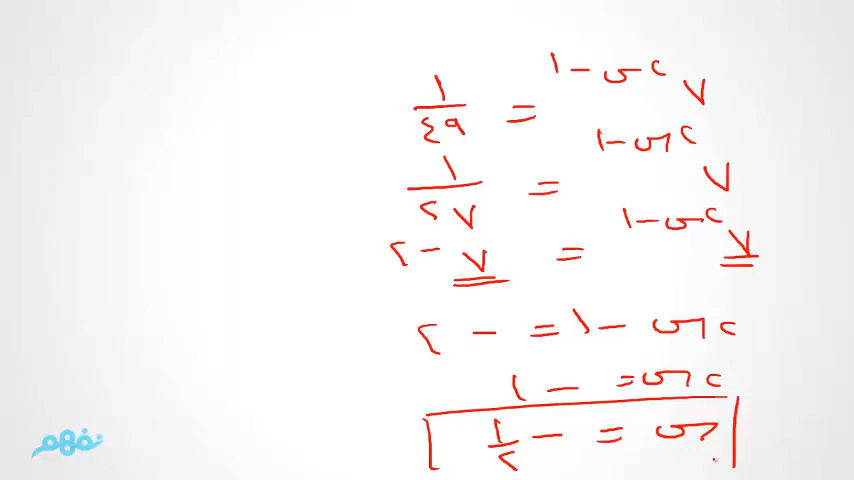 ٧^(٢س - ١) = ١/٤٩
٧^(٢س - ١) = ١/٧^٢
٧^(٢س - ١) = ٧^(-٢)
٢س - ١ = - ٢
٢س = - ١
س = - ١/٢
نفهم